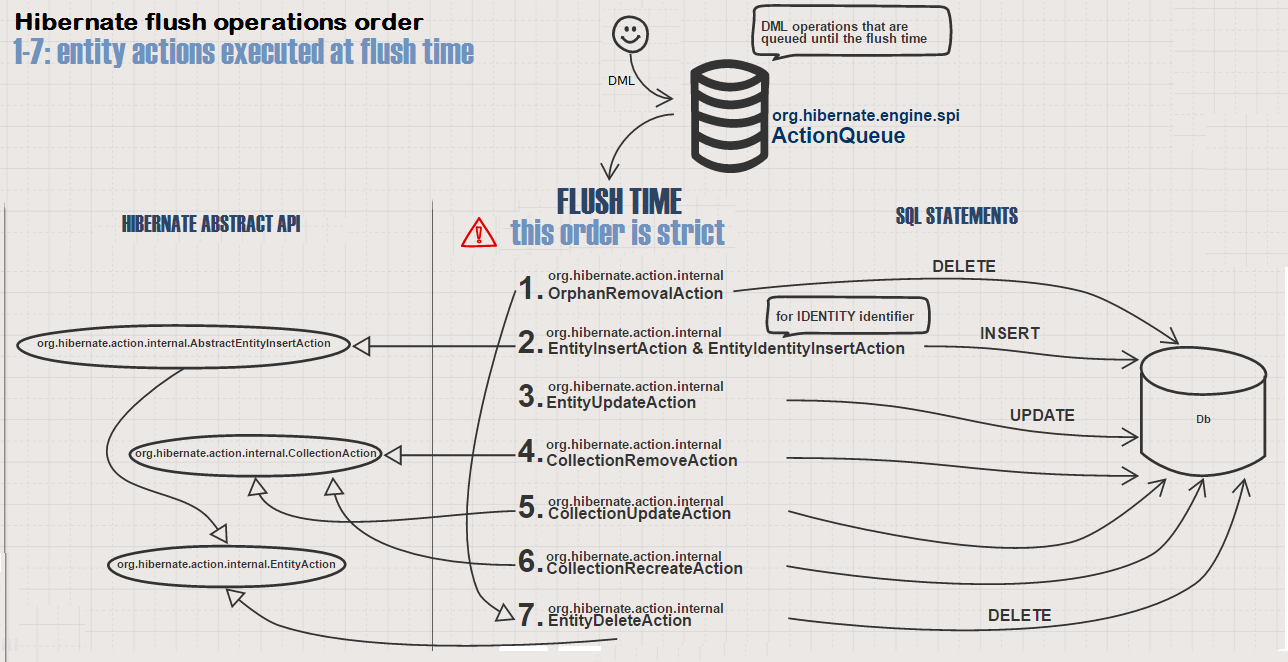 Hibernate flush operations order
1-7: entity actions executed at flush time
DML operations that are
queued until the flush time
DML
org.hibernate.engine.spi
ActionQueue
FLUSH TIME
this order is strict
HIBERNATE ABSTRACT API
SQL STATEMENTS
1. org.hibernate.action.internal
OrphanRemovalAction
DELETE
for IDENTITY identifier
2. org.hibernate.action.internal
EntityInsertAction & EntityIdentityInsertAction
INSERT
org.hibernate.action.internal.AbstractEntityInsertAction
3. org.hibernate.action.internal
EntityUpdateAction
UPDATE
Db
4. org.hibernate.action.internal
CollectionRemoveAction
org.hibernate.action.internal.CollectionAction
5. org.hibernate.action.internal
CollectionUpdateAction
6. org.hibernate.action.internal
CollectionRecreateAction
org.hibernate.action.internal.EntityAction
7. org.hibernate.action.internal
EntityDeleteAction
DELETE